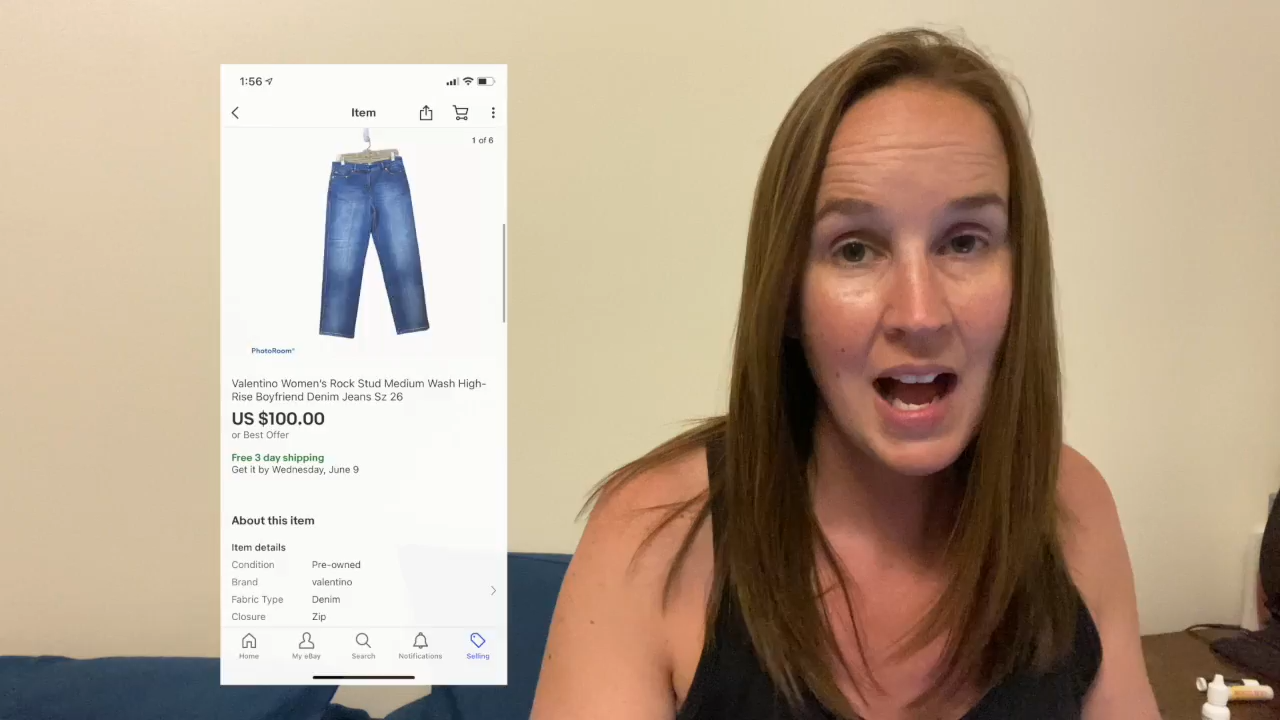 1:56
Item
1 of 6
PhotoRoom
Valentino Women's Rock Stud Medium Wash High-
Rise Boyfriend Denim Jeans Sz 26
US $100.00
or Best Offer
Free 3 day shipping
Get it by Wednesday, June 9
About this item
Item details
Condition Pre-owned
Brand valentino
Fabric Type Denim
Closure Zip
Home My eBay Search Notifications Selling